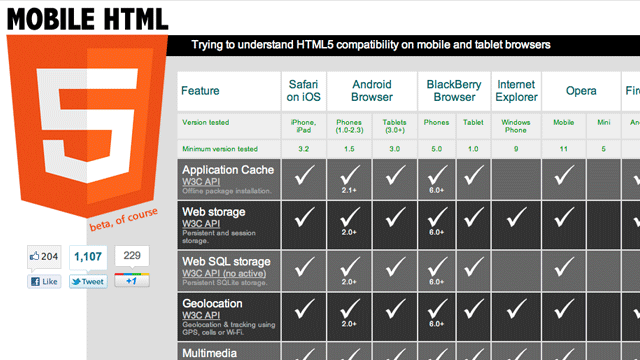 MOBILE HTML
5
beta, of course
204
Like
1,107
Tweet
229
+1
Trying to understand HTML5 compatibility on mobile and tablet browsers
Feature
Safari
on iOS
Android
Browser
BlackBerry
Browser
Internet
Explorer
Opera
Version tested
iPhone,
iPad
Phones
(1.0-2.3)
Tablets
(3.0+)
Phones
Tablet
Windows
Phone
Mobile
Mini
Minimum version tested
3.2
1.5
3.0
5.0
1.0
9
11
5
Application Cache
W3C API
Offline package installation.
2.1+
6.0+
Web storage
W3C API
Persistent and session
storage.
2.0+
6.0+
Web SQL storage
W3C API (no active)
Persistent SQLite storage.
2.0+
6.0+
Geolocation
W3C API
Geolocation & tracking using
GPS, cells or Wi-Fi.
2.0+
6.0+
Multimedia